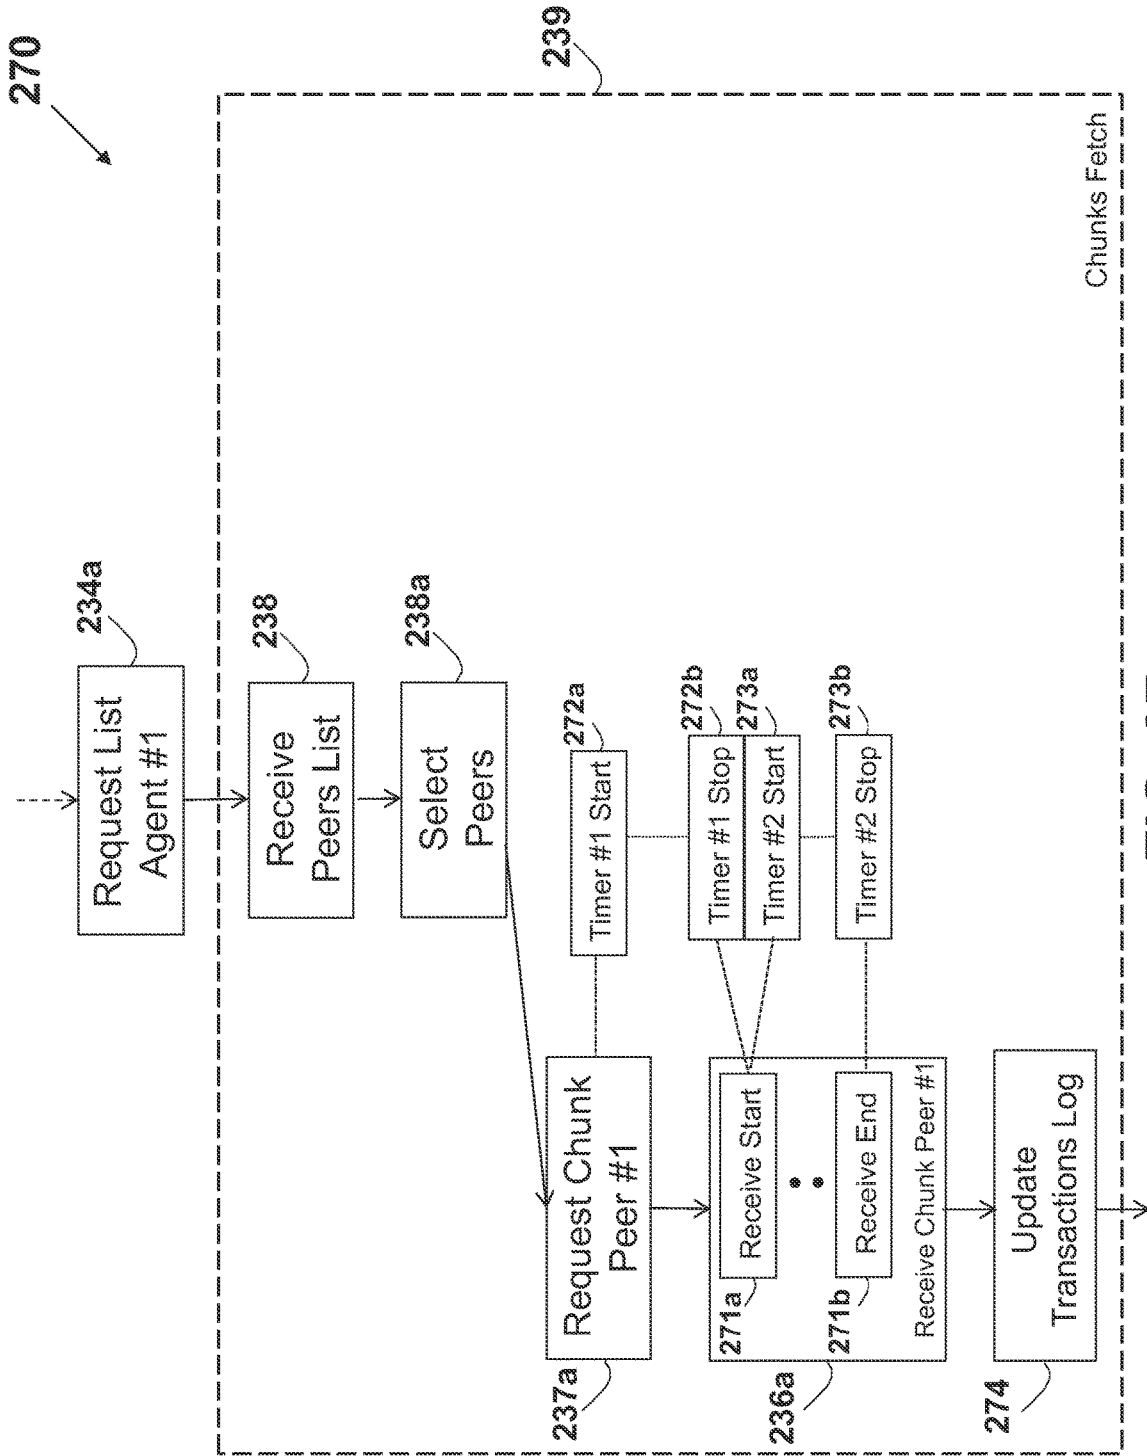 270
234a
Request List
Agent #1
239
238
Receive
Peers List
238a
Select
Peers
237a
Request Chunk
Peer #1
272a
Timer #1 Start
272b
Timer #1 Stop
273a
Timer #2 Start
271a
Receive Start
273b
Timer #2 Stop
271b
Receive End
Receive Chunk Peer #1
236a
274
Update
Transactions Log
Chunks Fetch